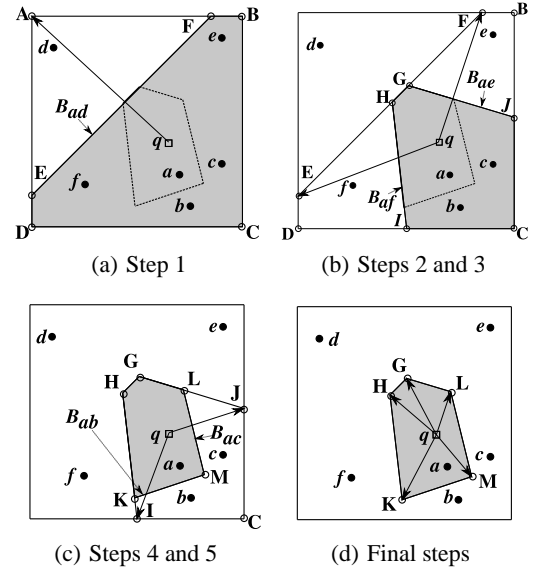 A
F
B
d
e
B_ad
q
E
f
a
c
b
D
C
(a) Step 1
F
B
d
e
G
B_ae
H
J
q
E
f
B_af
a
c
b
D
I
C
(b) Steps 2 and 3
d
e
G
H
L
J
B_ab
q
B_ac
a
c
f
M
K
I
b
C
(c) Steps 4 and 5
d
e
G
H
L
q
a
c
f
M
K
b
(d) Final steps